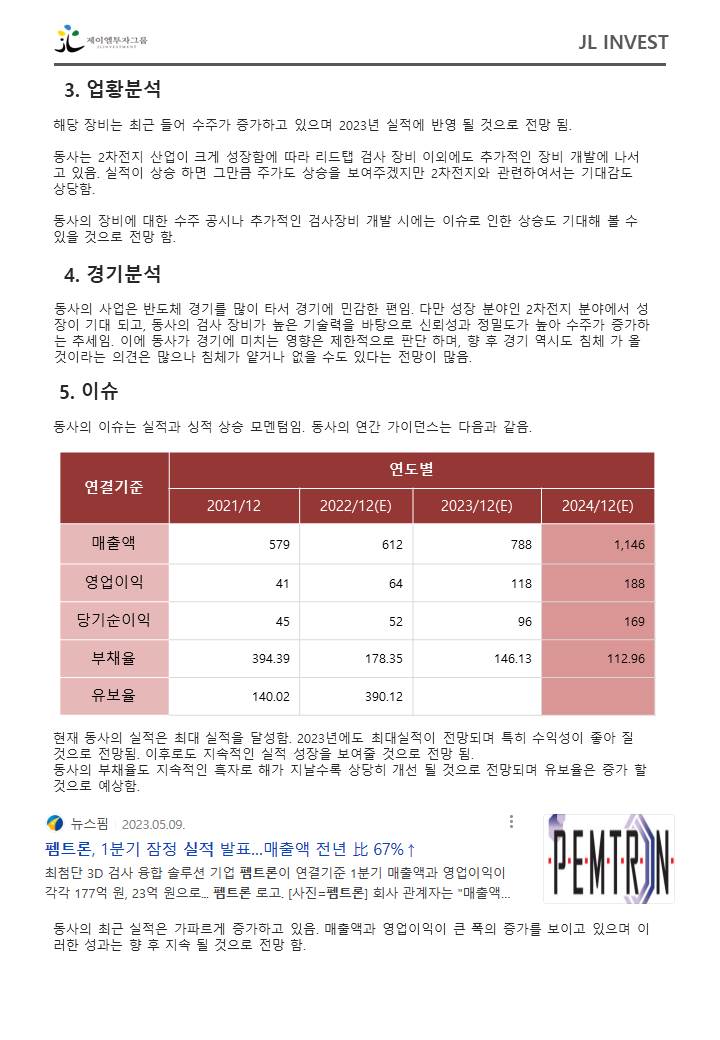 제이엘투자그룹
JLINVESTMENT
JL INVEST
3. 업황분석
해당 장비는 최근 들어 수주가 증가하고 있으며 2023년 실적에 반영 될 것으로 전망 됨.
동사는 2차전지 산업이 크게 성장함에 따라 리드탭 검사 장비 이외에도 추가적인 장비 개발에 나서
고 있음. 실적이 상승 하면 그만큼 주가도 상승을 보여주겠지만 2차전지와 관련하여서는 기대감도
상당함.
동사의 장비에 대한 수주 공시나 추가적인 검사장비 개발 시에는 이슈로 인한 상승도 기대해 볼 수
있을 것으로 전망 함.
4. 경기분석
동사의 사업은 반도체 경기를 많이 타서 경기에 민감한 편임. 다만 성장 분야인 2차전지 분야에서 성
장이 기대 되고, 동사의 검사 장비가 높은 기술력을 바탕으로 신뢰성과 정밀도가 높아 수주가 증가하
는 추세임. 이에 동사가 경기에 미치는 영향은 제한적으로 판단 하며, 향 후 경기 역시도 침체 가 올
것이라는 의견은 많으나 침체가 얕거나 없을 수도 있다는 전망이 많음.
5. 이슈
동사의 이슈는 실적과 싱적 상승 모멘텀임. 동사의 연간 가이던스는 다음과 같음.
연결기준 연도별
2021/12 2022/12(E) 2023/12(E) 2024/12(E)
매출액 579 612 788 1,146
영업이익 41 64 118 188
당기순이익 45 52 96 169
부채율 394.39 178.35 146.13 112.96
유보율 140.02 390.12
현재 동사의 실적은 최대 실적을 달성함. 2023년에도 최대실적이 전망되며 특히 수익성이 좋아 질
것으로 전망됨. 이후로도 지속적인 실적 성장을 보여줄 것으로 전망 됨.
동사의 부채율도 지속적인 흑자로 해가 지날수록 상당히 개선 될 것으로 전망되며 유보율은 증가 할
것으로 예상함.
뉴스핌 2023.05.09.
펨트론, 1분기 잠정 실적 발표...매출액 전년 比 67%↑
최첨단 3D 검사 융합 솔루션 기업 펨트론이 연결기준 1분기 매출액과 영업이익이
각각 177억 원, 23억 원으로... 펨트론 로고. [사진=펨트론] 회사 관계자는 "매출액...
PEMTRON
동사의 최근 실적은 가파르게 증가하고 있음. 매출액과 영업이익이 큰 폭의 증가를 보이고 있으며 이
러한 성과는 향 후 지속 될 것으로 전망 함.